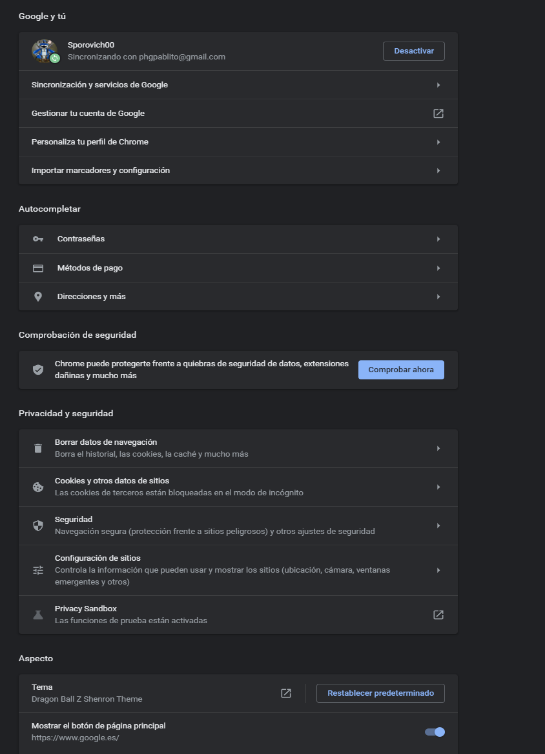 Google y tú
Sporovich00
Sincronizando con phgpablito@gmail.com
Desactivar
Sincronización y servicios de Google
Gestionar tu cuenta de Google
Personaliza tu perfil de Chrome
Importar marcadores y configuración
Autocompletar
Contraseñas
Métodos de pago
Direcciones y más
Comprobación de seguridad
Chrome puede protegerte frente a quiebras de seguridad de datos, extensiones
dañinas y mucho más
Comprobar ahora
Privacidad y seguridad
Borrar datos de navegación
Borra el historial, las cookies, la caché y mucho más
Cookies y otros datos de sitios
Las cookies de terceros están bloqueadas en el modo de incógnito
Seguridad
Navegación segura (protección frente a sitios peligrosos) y otros ajustes de seguridad
Configuración de sitios
Controla la información que pueden usar y mostrar los sitios (ubicación, cámara, ventanas
emergentes y otros)
Privacy Sandbox
Las funciones de prueba están activadas
Aspecto
Tema
Dragon Ball Z Shenron Theme
Restablecer predeterminado
Mostrar el botón de página principal
https://www.google.es/